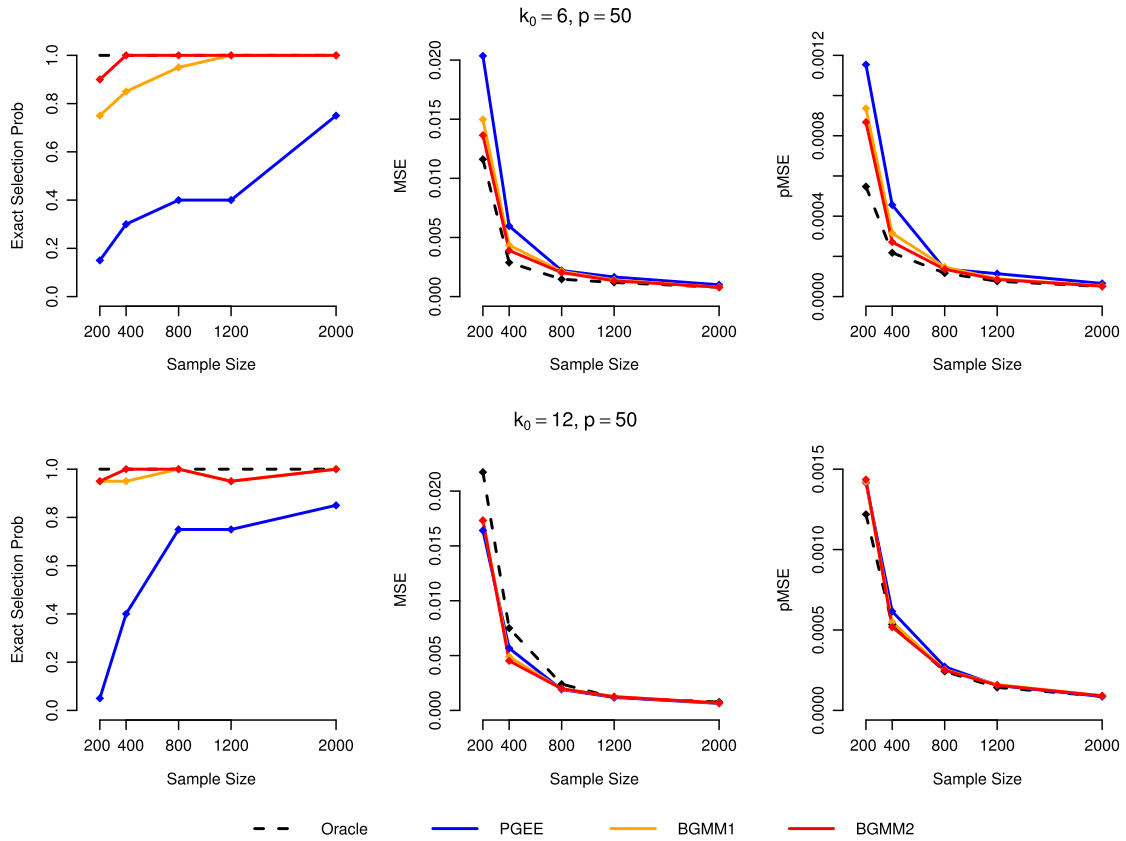 k0 = 6, p = 50
Exact Selection Prob
0.0 0.2 0.4 0.6 0.8 1.0
200 400 800 1200 2000
Sample Size
MSE
0.000 0.005 0.010 0.015 0.020
200 400 800 1200 2000
Sample Size
pMSE
0.0000 0.0004 0.0008 0.0012
200 400 800 1200 2000
Sample Size
k0 = 12, p = 50
Exact Selection Prob
0.0 0.2 0.4 0.6 0.8 1.0
200 400 800 1200 2000
Sample Size
MSE
0.000 0.005 0.010 0.015 0.020
200 400 800 1200 2000
Sample Size
pMSE
0.0000 0.0005 0.0010 0.0015
200 400 800 1200 2000
Sample Size
Oracle PGEE BGMM1 BGMM2